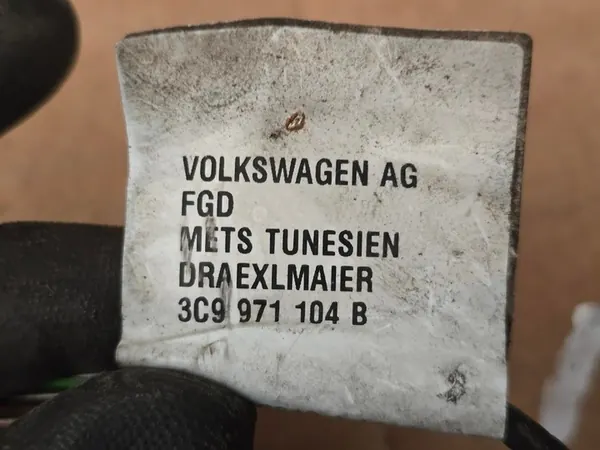 VOLKSWAGEN AG
FGD
METS TUNESIEN
DRAEXLMAIER
3C9 971 104 B